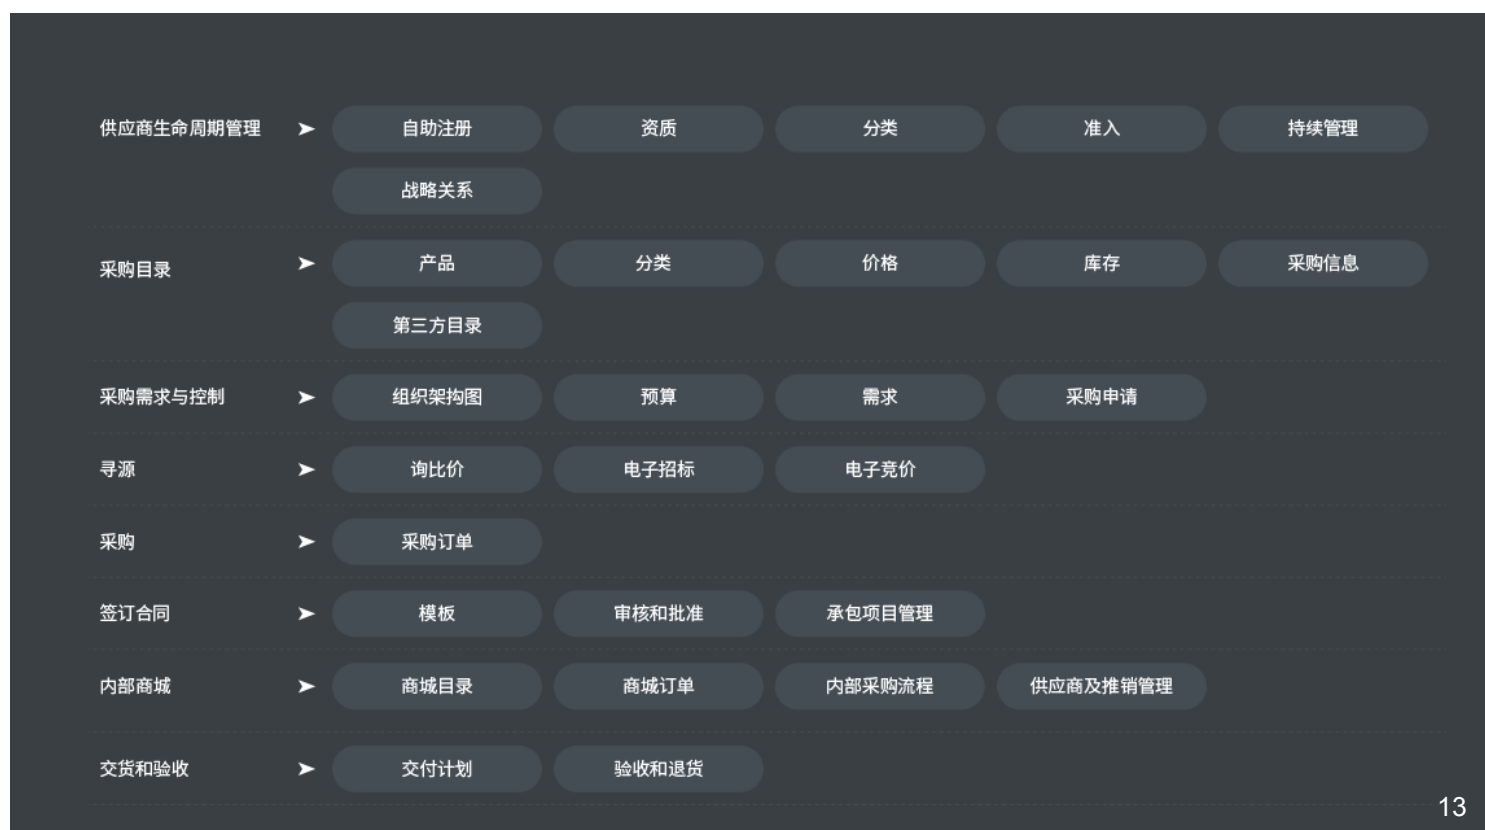 供应商生命周期管理 ➤ 自助注册 资质 分类 准入 持续管理
战略关系
采购目录 ➤ 产品 分类 价格 库存 采购信息
第三方目录
采购需求与控制 ➤ 组织架构图 预算 需求 采购申请
寻源 ➤ 询比价 电子招标 电子竞价
采购 ➤ 采购订单
签订合同 ➤ 模板 审核和批准 承包项目管理
内部商城 ➤ 商城目录 商城订单 内部采购流程 供应商及推销管理
交货和验收 ➤ 交付计划 验收和退货
13